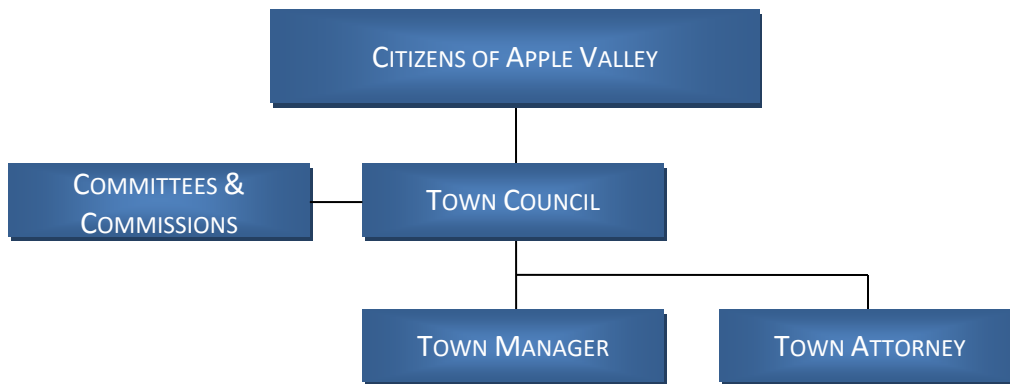 CITIZENS OF APPLE VALLEY
COMMITTEES &
COMMISSIONS
TOWN COUNCIL
TOWN MANAGER
TOWN ATTORNEY